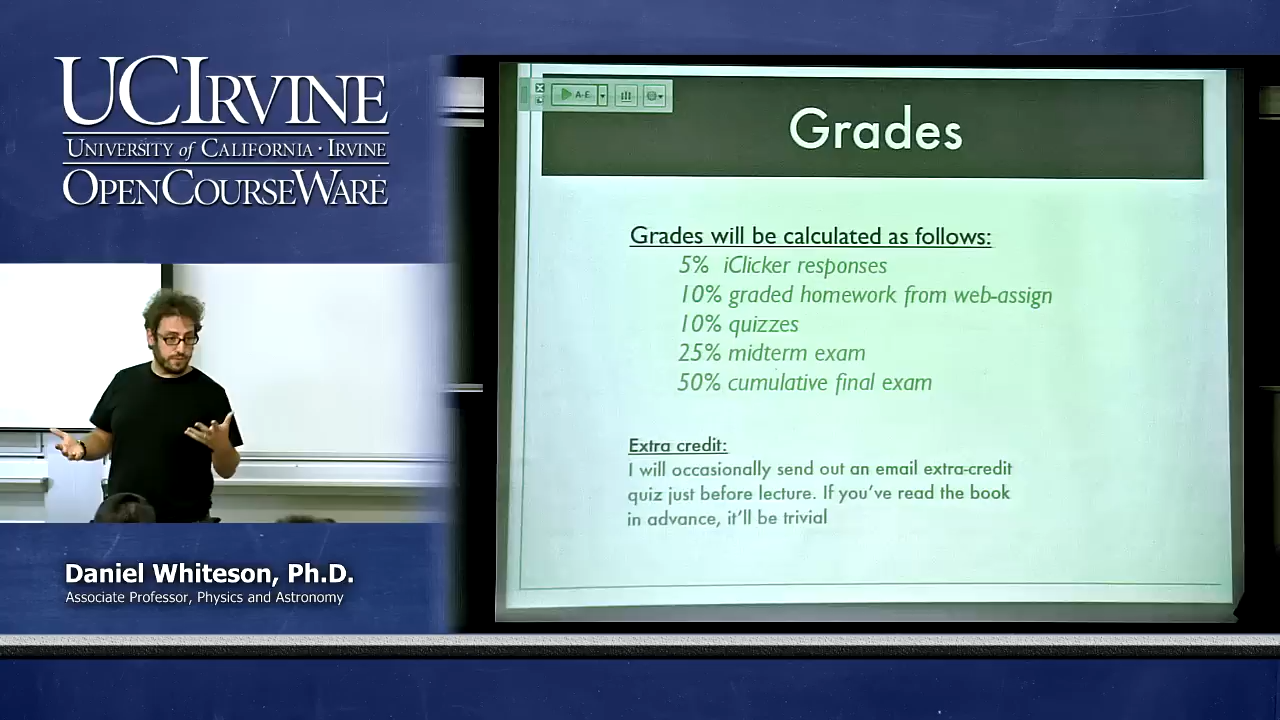 UCIRVINE
UNIVERSITY of CALIFORNIA · IRVINE
OPENCOURSEWARE
Daniel Whiteson, Ph.D.
Associate Professor, Physics and Astronomy
A-E
Grades
Grades will be calculated as follows:
5% iClicker responses
10% graded homework from web-assign
10% quizzes
25% midterm exam
50% cumulative final exam
Extra credit:
I will occasionally send out an email extra-credit
quiz just before lecture. If you've read the book
in advance, it'll be trivial